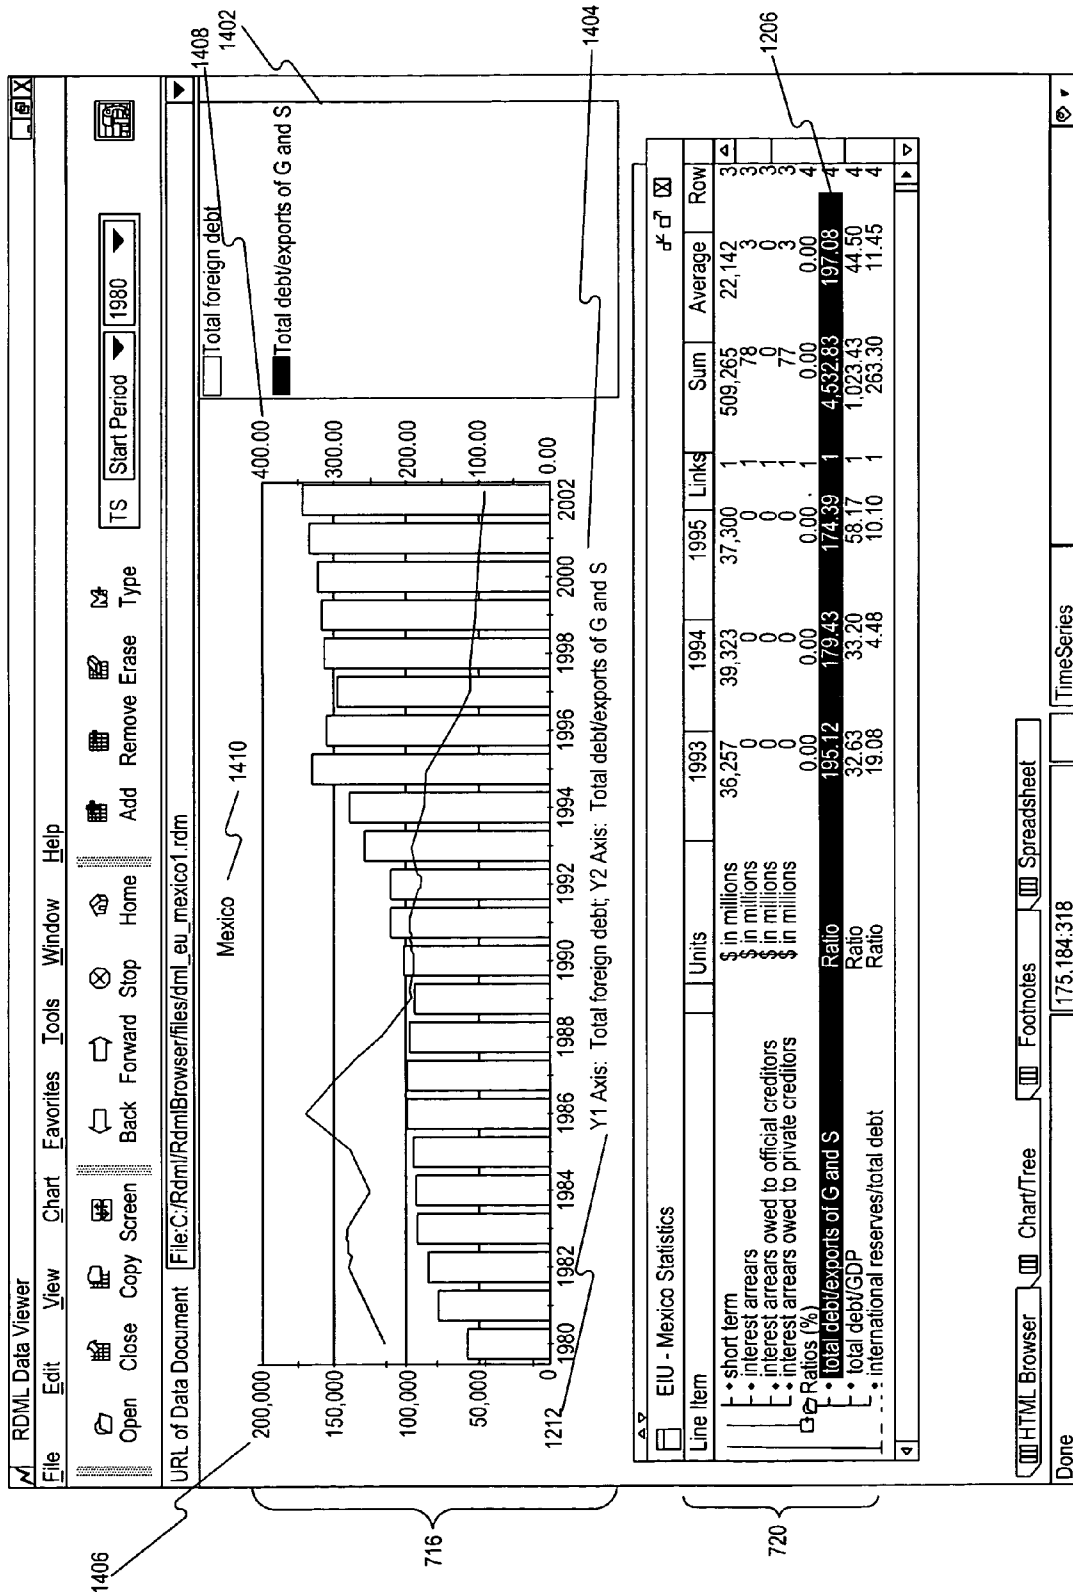 RDML Data Viewer
File Edit View Chart Favorites Tools Window Help
Open Close Copy Screen Back Forward Stop Home Add Remove Erase Type
TS Start Period 1980
URL of Data Document File:C:/Rdml/RdmlBrowser/files/dml_eu_mexico1.rdm
1406
1410
1408
1402
Mexico
Total foreign debt
Total debt/exports of G and S
200,000
150,000
100,000
50,000
0
400.00
300.00
200.00
100.00
0.00
1980 1982 1984 1986 1988 1990 1992 1994 1996 1998 2000 2002
1212
Y1 Axis: Total foreign debt; Y2 Axis: Total debt/exports of G and S
1404
716
EIU - Mexico Statistics
Line Item Units 1993 1994 1995 Links Sum Average Row
short term $ in millions 36,257 39,323 37,300 1 509,265 22,142 3
interest arrears $ in millions 0 0 0 1 78 3 3
interest arrears owed to official creditors $ in millions 0 0 0 1 0 0 3
interest arrears owed to private creditors $ in millions 0 0 0 1 77 3 3
Ratios (%) 0.00 0.00 0.00 1 0.00 0.00 4
total debt/exports of G and S Ratio 195.12 179.43 174.39 1 4,532.83 197.08 4
total debt/GDP Ratio 32.63 33.20 58.17 1 1,023.43 44.50 4
international reserves/total debt Ratio 19.08 4.48 10.10 1 263.30 11.45 4
1206
720
HTML Browser Chart/Tree Footnotes Spreadsheet
Done 175.184:318 TimeSeries